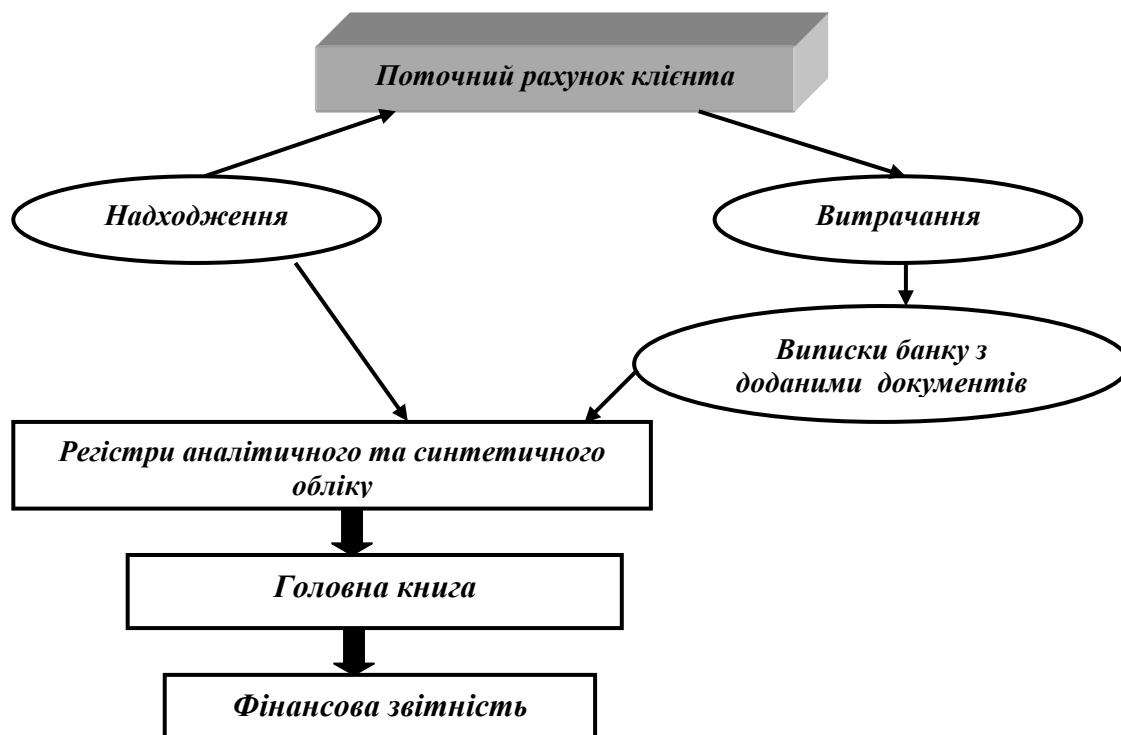 Поточний рахунок клієнта
Надходження
Витрачання
Виписки банку з
доданими документів
Регістри аналітичного та синтетичного
обліку
Головна книга
Фінансова звітність